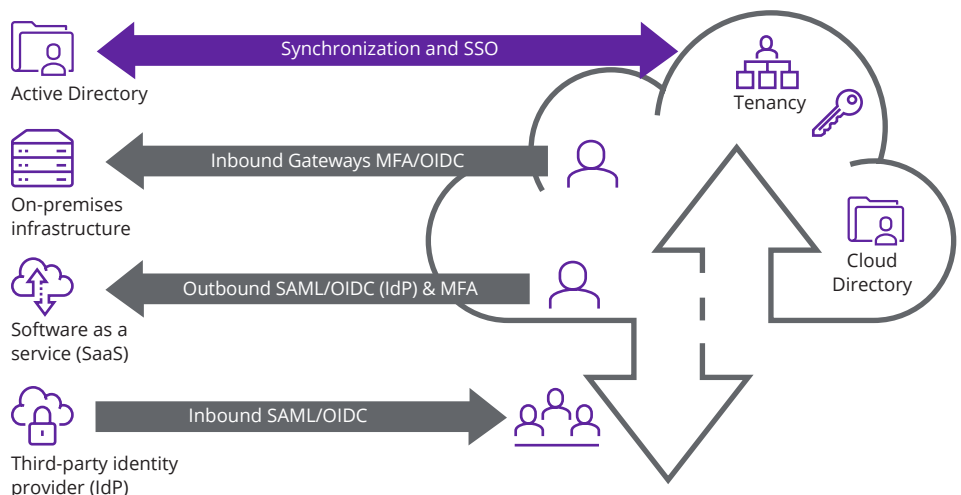 Synchronization and SSO
Active Directory
Tenancy
Inbound Gateways MFA/OIDC
On-premises
infrastructure
Cloud
Directory
Outbound SAML/OIDC (IdP) & MFA
Software as a
service (SaaS)
Inbound SAML/OIDC
Third-party identity
provider (IdP)